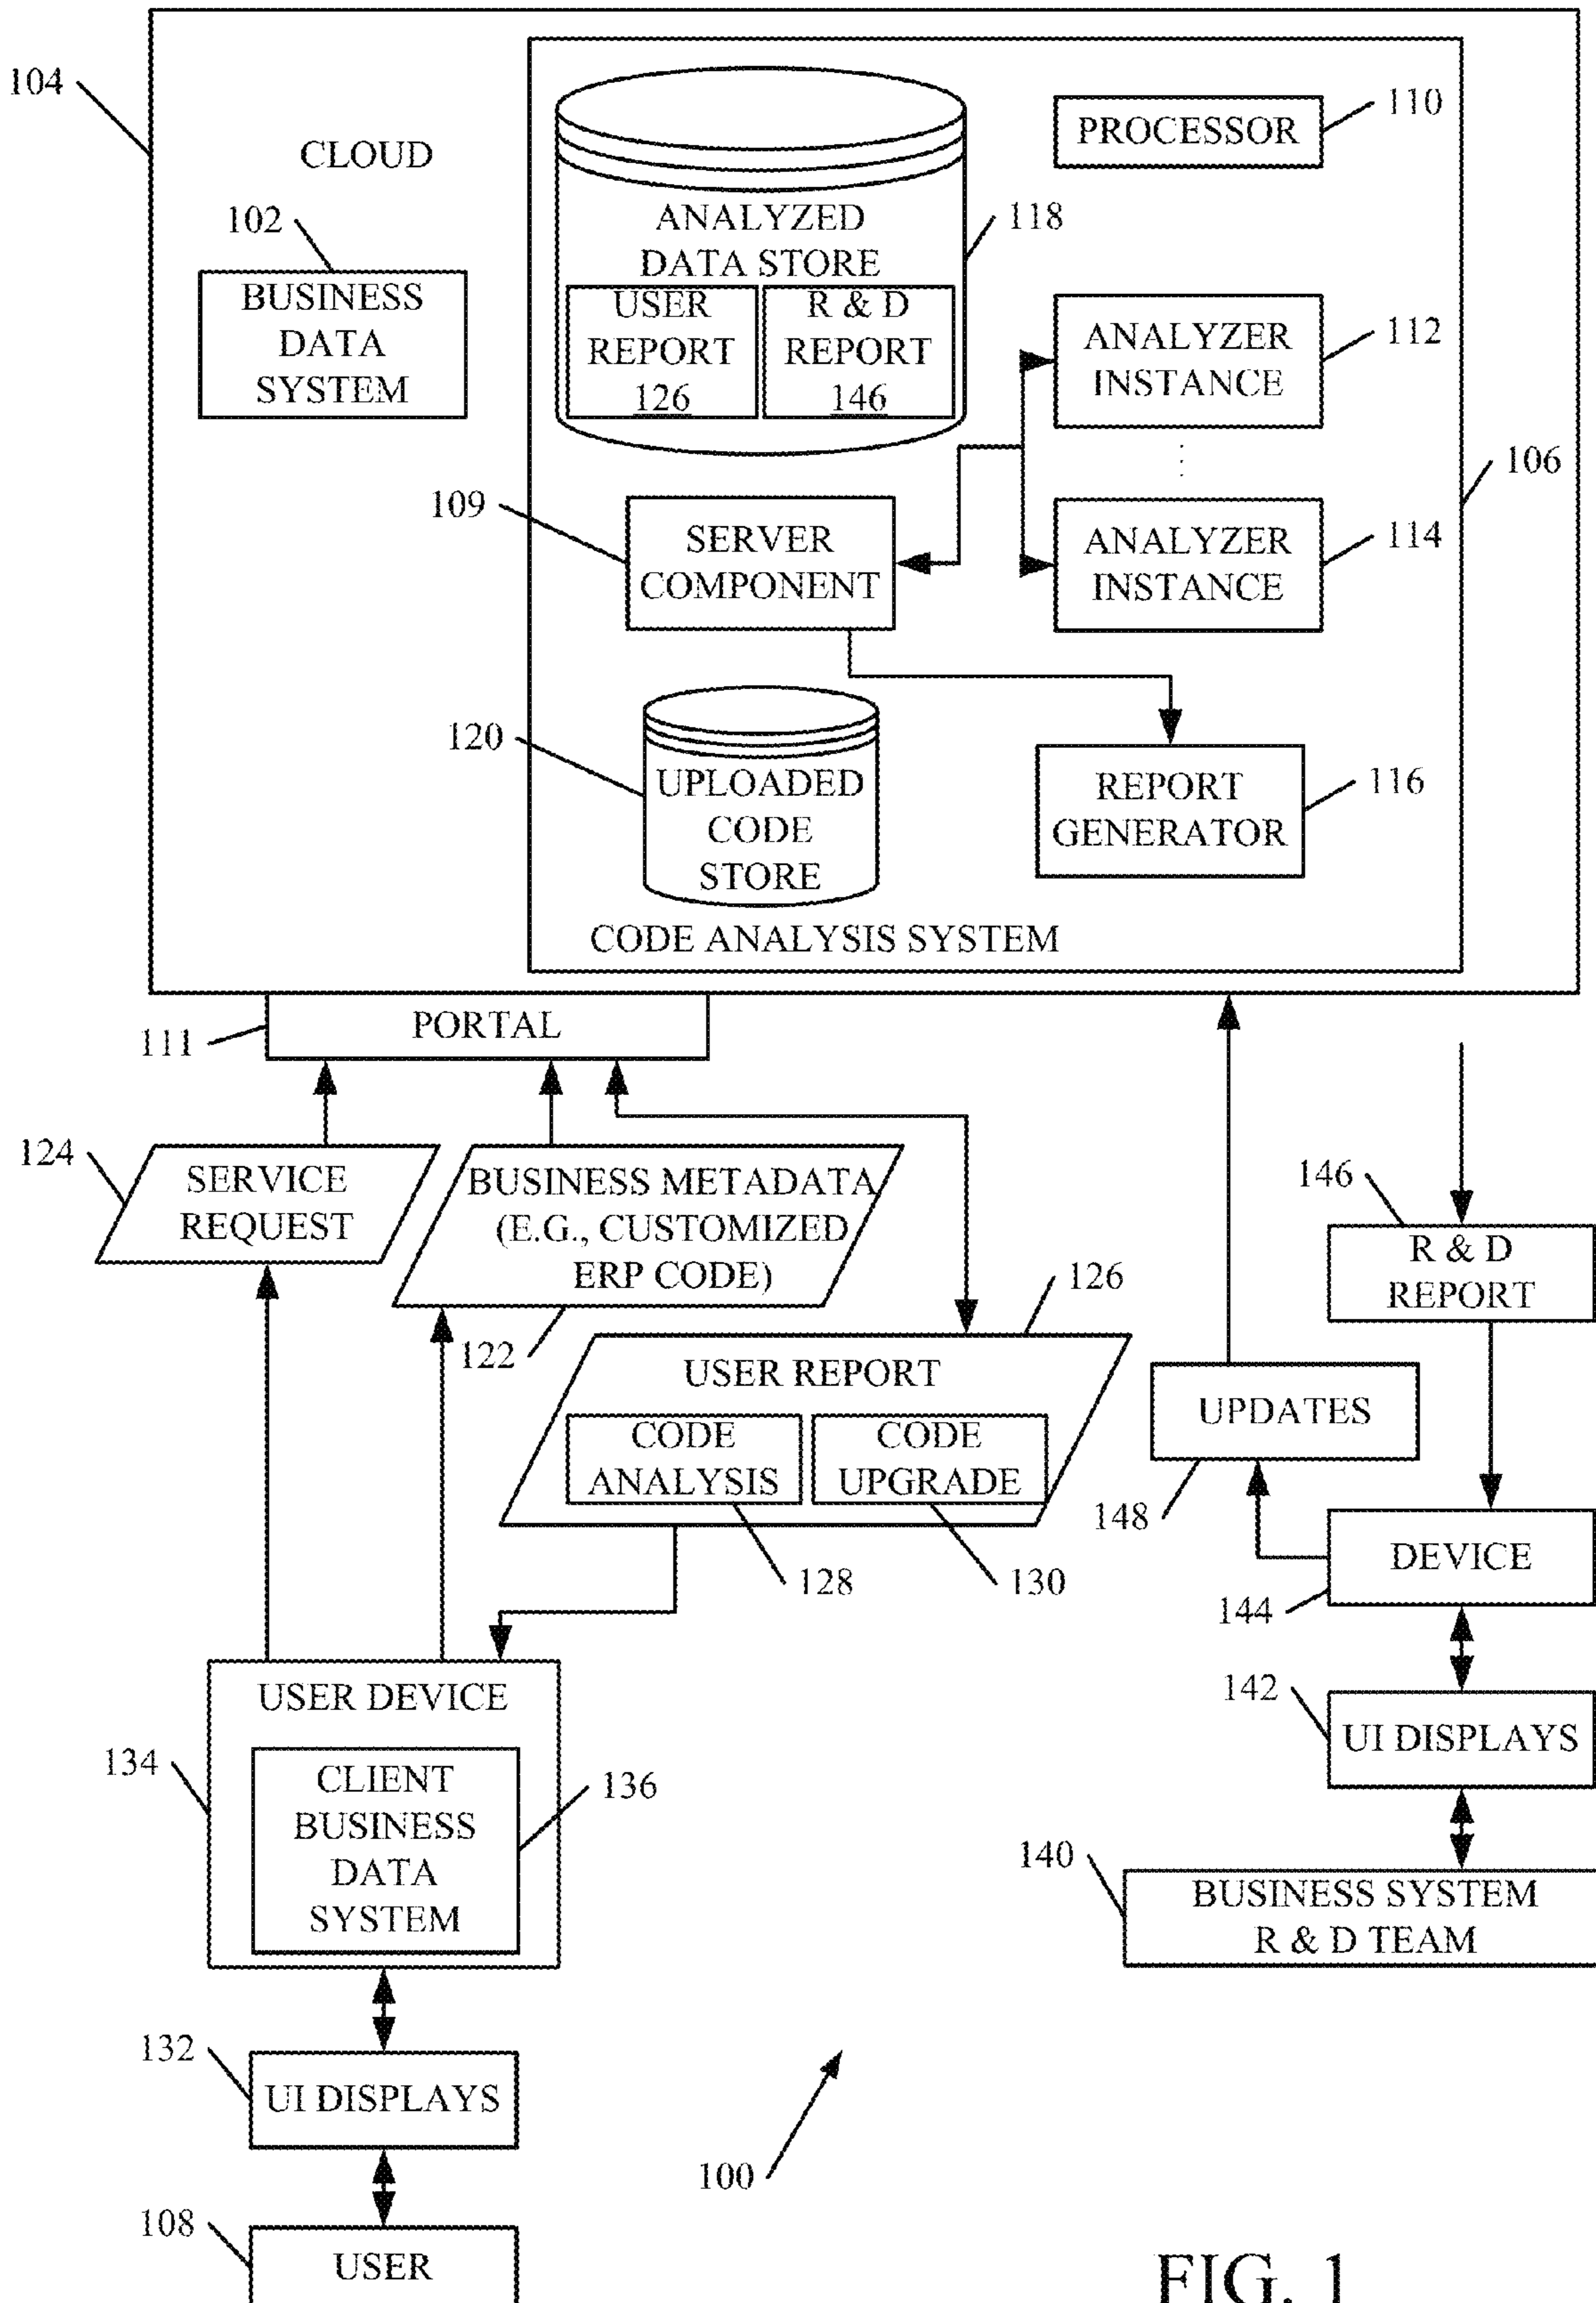 104
CLOUD
102
BUSINESS
DATA
SYSTEM
ANALYZED
DATA STORE
118
USER
REPORT
126
R & D
REPORT
146
PROCESSOR
110
ANALYZER
INSTANCE
112
106
109
SERVER
COMPONENT
ANALYZER
INSTANCE
114
120
UPLOADED
CODE
STORE
REPORT
GENERATOR
116
CODE ANALYSIS SYSTEM
111
PORTAL
124
SERVICE
REQUEST
BUSINESS METADATA
(E.G., CUSTOMIZED
ERP CODE)
122
126
USER REPORT
CODE
ANALYSIS
CODE
UPGRADE
128
130
146
R & D
REPORT
UPDATES
148
DEVICE
144
142
UI DISPLAYS
140
BUSINESS SYSTEM
R & D TEAM
USER DEVICE
134
CLIENT
BUSINESS
DATA
SYSTEM
136
132
UI DISPLAYS
100
108
USER
FIG. 1